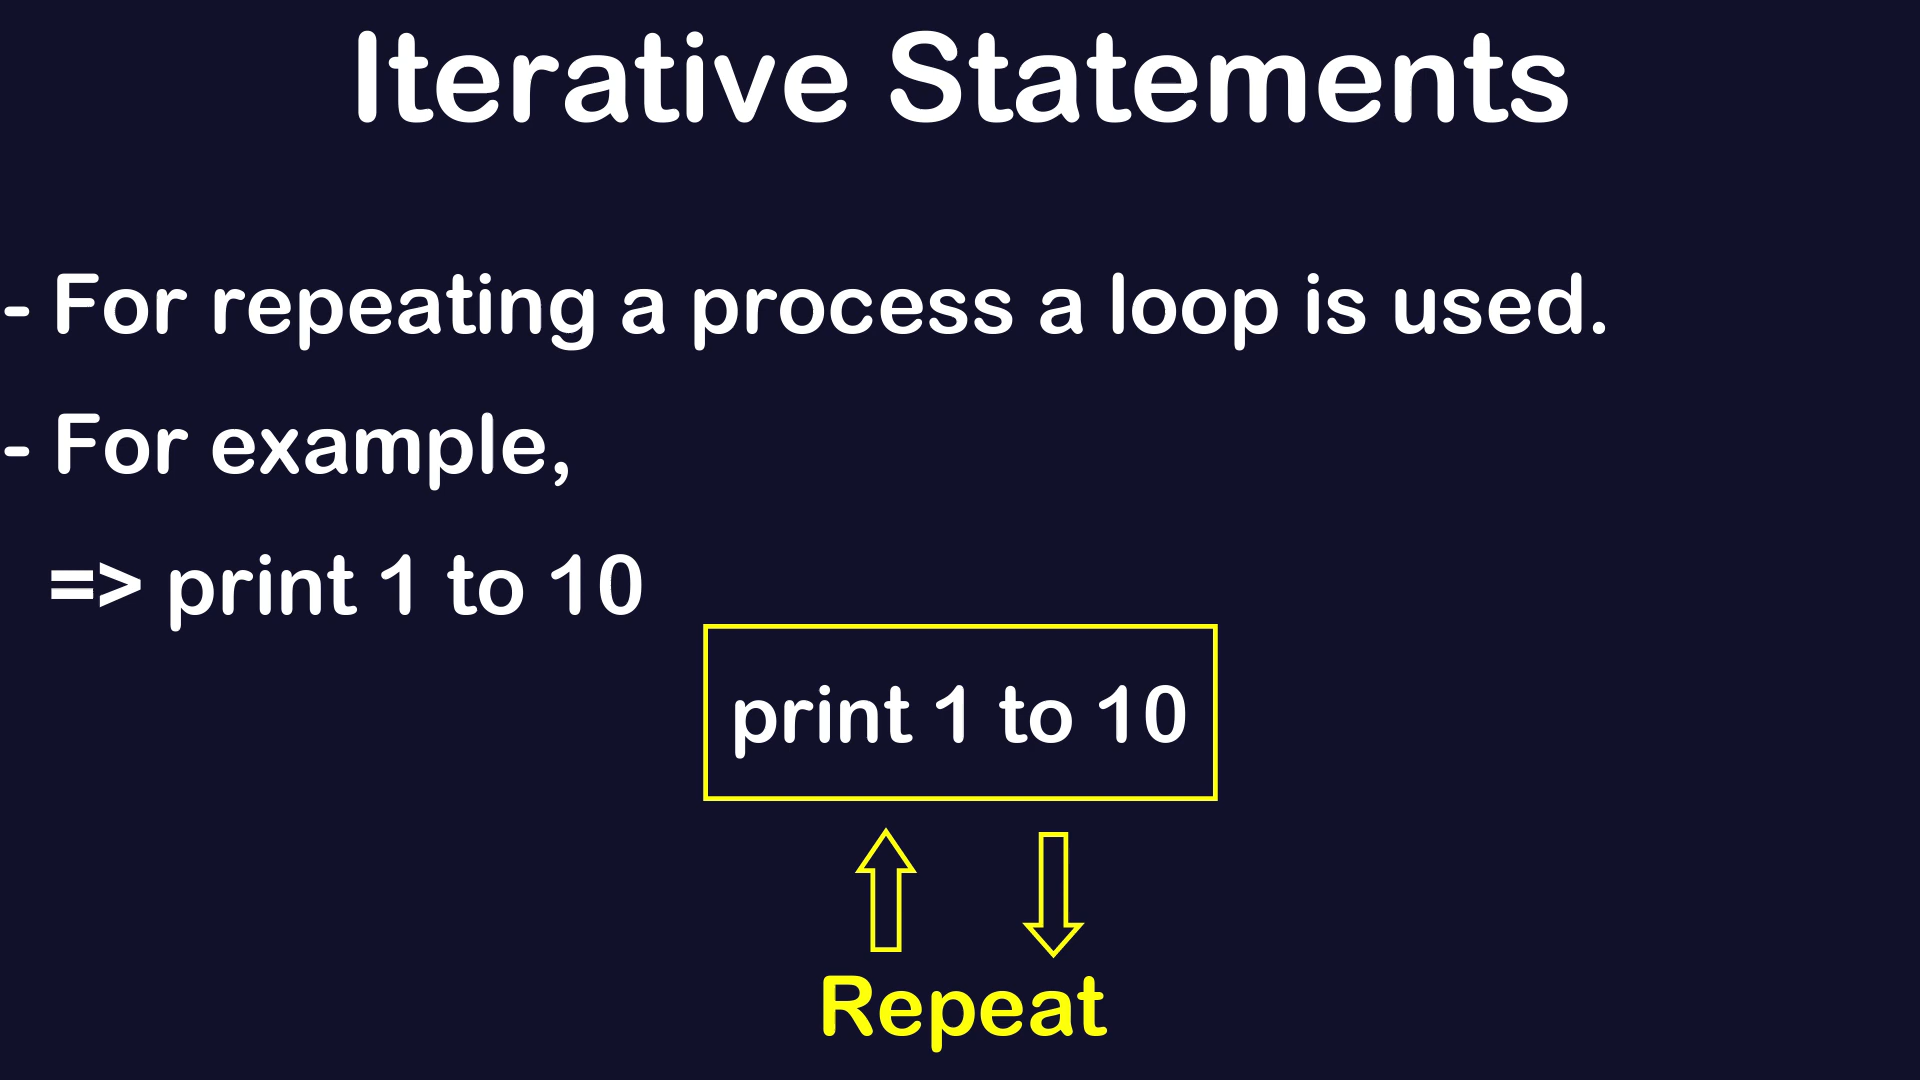 Iterative Statements
- For repeating a process a loop is used.
- For example,
=> print 1 to 10
print 1 to 10
Repeat